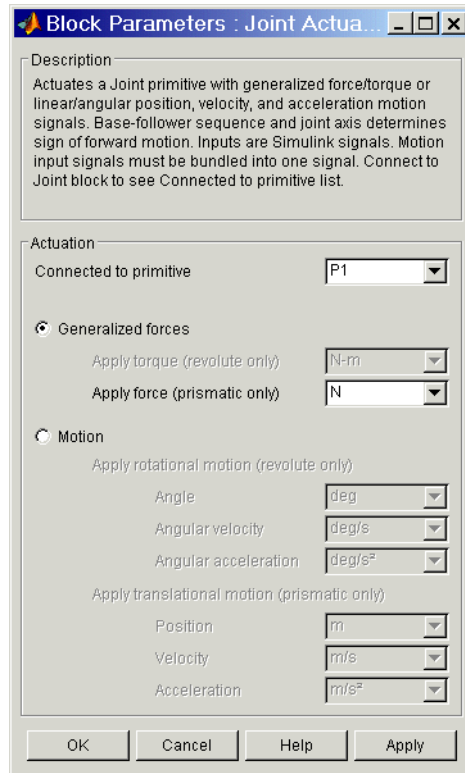 Block Parameters : Joint Actua...
Description
Actuates a Joint primitive with generalized force/torque or
linear/angular position, velocity, and acceleration motion
signals. Base-follower sequence and joint axis determines
sign of forward motion. Inputs are Simulink signals. Motion
input signals must be bundled into one signal. Connect to
Joint block to see Connected to primitive list.
Actuation
Connected to primitive P1
Generalized forces
Apply torque (revolute only) N-m
Apply force (prismatic only) N
Motion
Apply rotational motion (revolute only)
Angle deg
Angular velocity deg/s
Angular acceleration deg/s²
Apply translational motion (prismatic only)
Position m
Velocity m/s
Acceleration m/s²
OK Cancel Help Apply